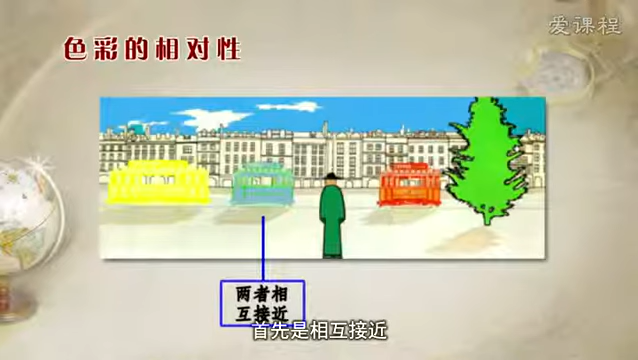 爱课程
色彩的相对性
两者相
互接近
首先是相互接近